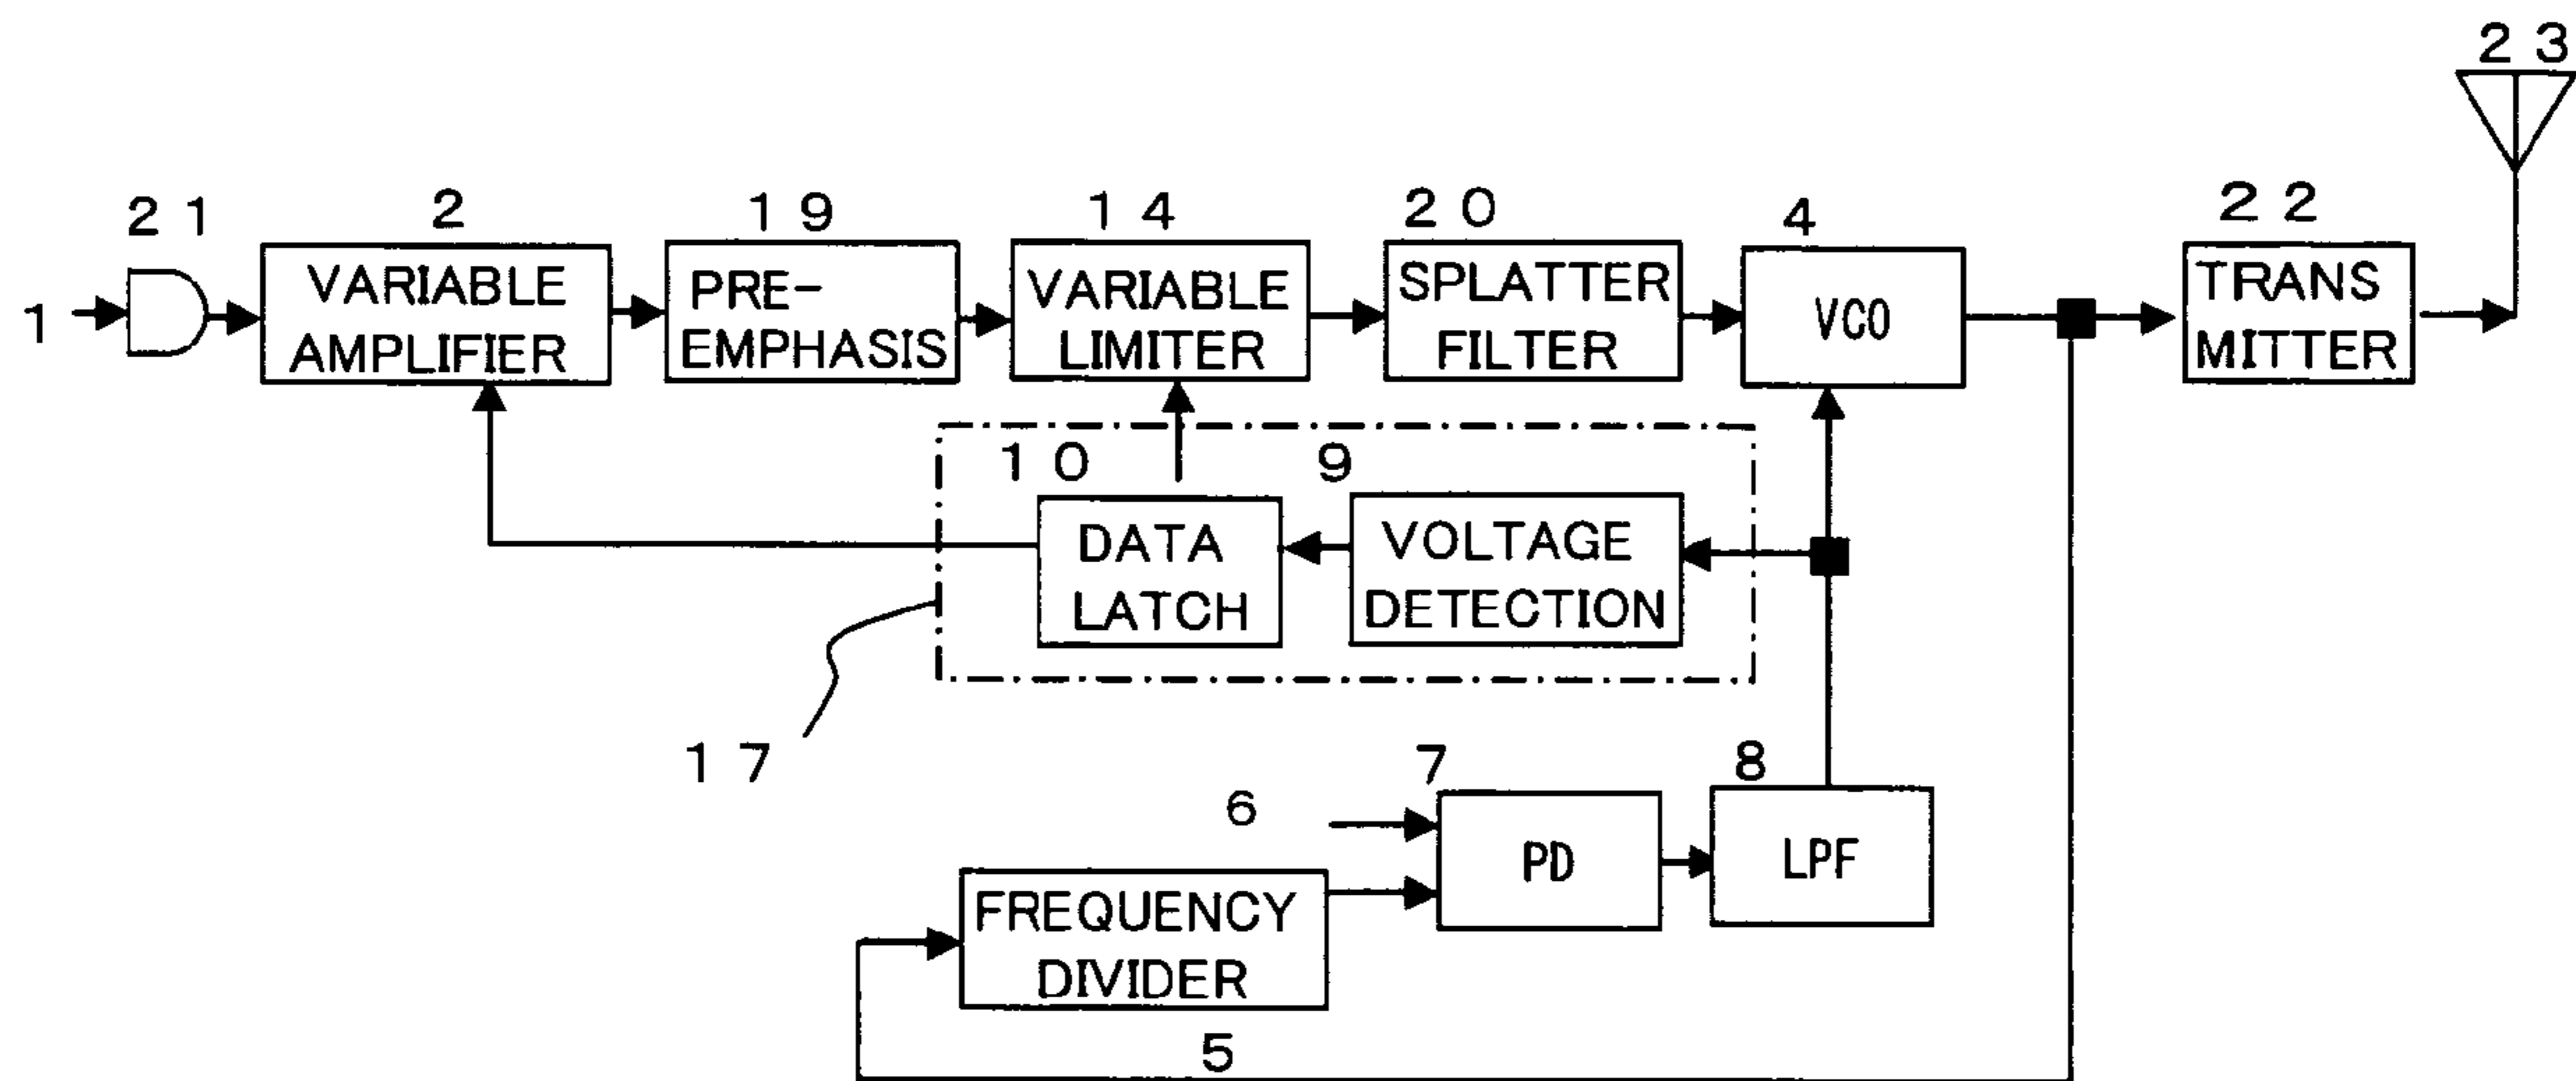 23
21
2
19
14
20
4
22
1
VARIABLE
AMPLIFIER
PRE-
EMPHASIS
VARIABLE
LIMITER
SPLATTER
FILTER
VCO
TRANS
MITTER
10
9
DATA
LATCH
VOLTAGE
DETECTION
17
6
7
8
PD
LPF
FREQUENCY
DIVIDER
5